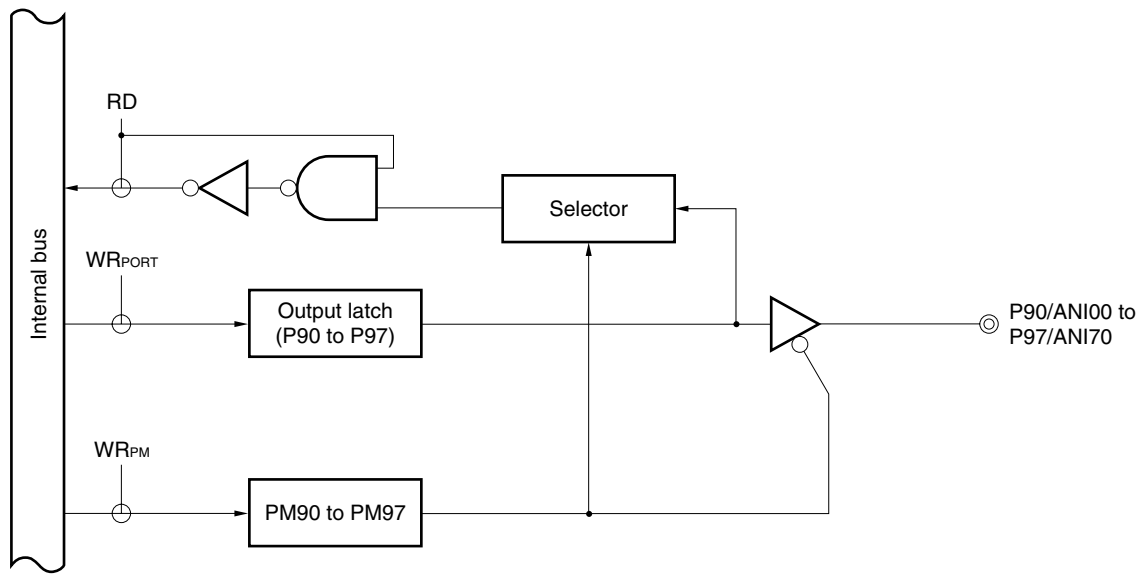 RD
Selector
WRPORT
Internal bus
Output latch
(P90 to P97)
P90/ANI00 to
P97/ANI70
WRPM
PM90 to PM97